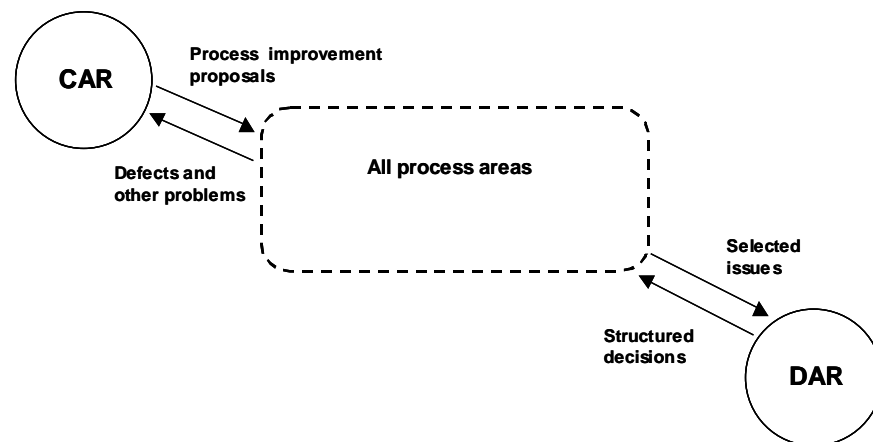 CAR
Process improvement
proposals
Defects and
other problems
All process areas
Selected
issues
Structured
decisions
DAR